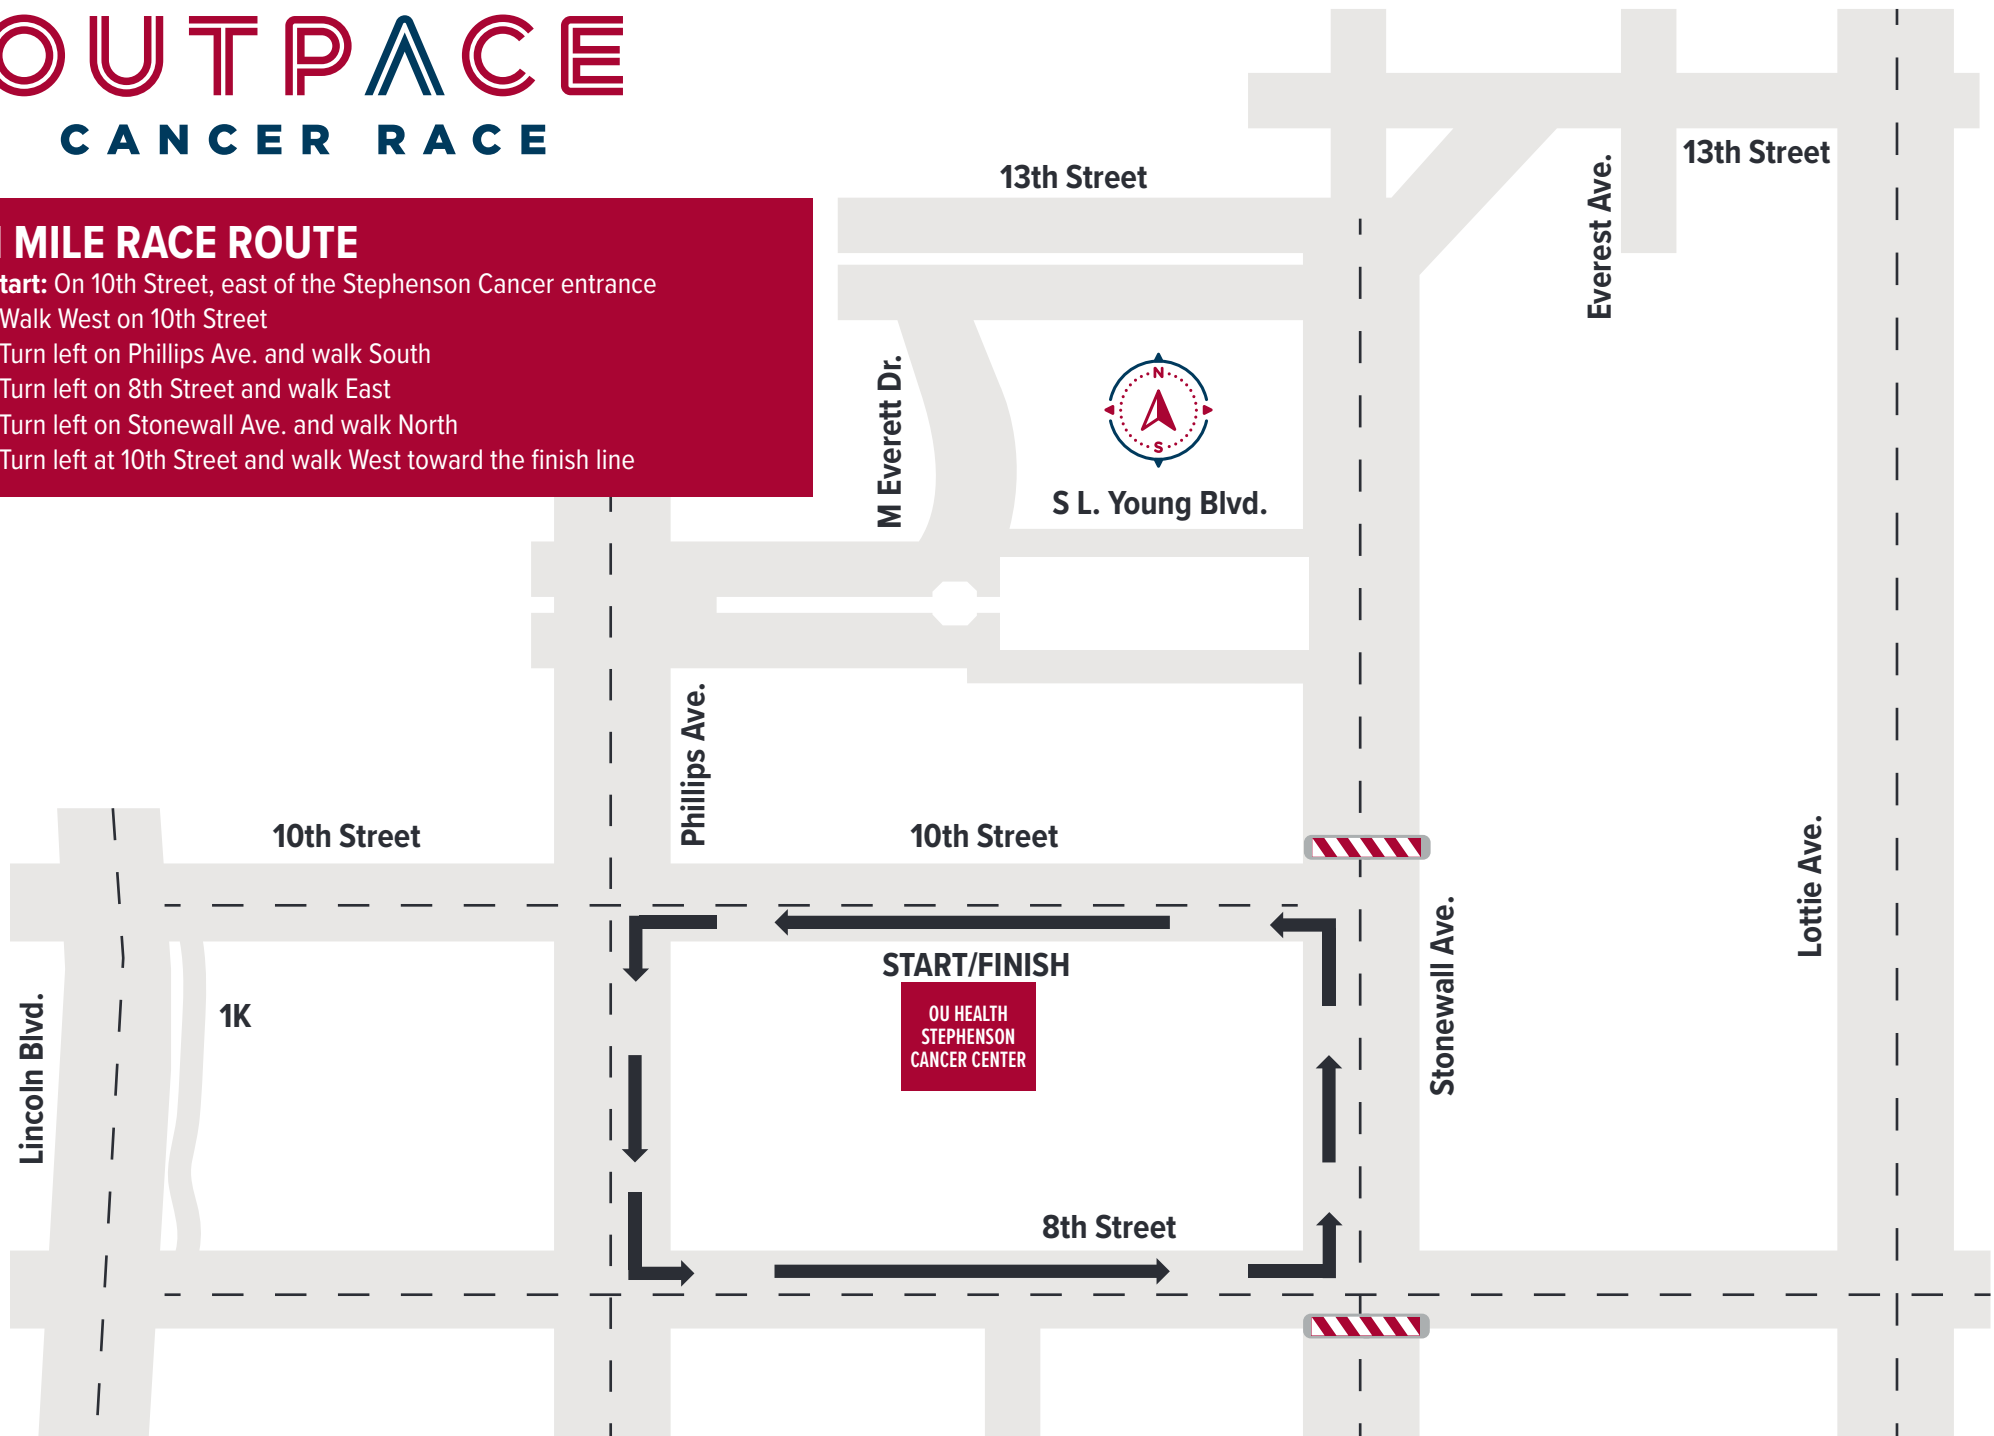 OUTPACE
CANCER RACE
MILE RACE ROUTE
tart: On 10th Street, east of the Stephenson Cancer entrance
Walk West on 10th Street
Turn left on Phillips Ave. and walk South
Turn left on 8th Street and walk East
Turn left on Stonewall Ave. and walk North
Turn left at 10th Street and walk West toward the finish line
13th Street
13th Street
Everest Ave.
M Everett Dr.
N
S
S L. Young Blvd.
Phillips Ave.
10th Street
10th Street
Lottie Ave.
Stonewall Ave.
START/FINISH
OU HEALTH
STEPHENSON
CANCER CENTER
Lincoln Blvd.
1K
8th Street